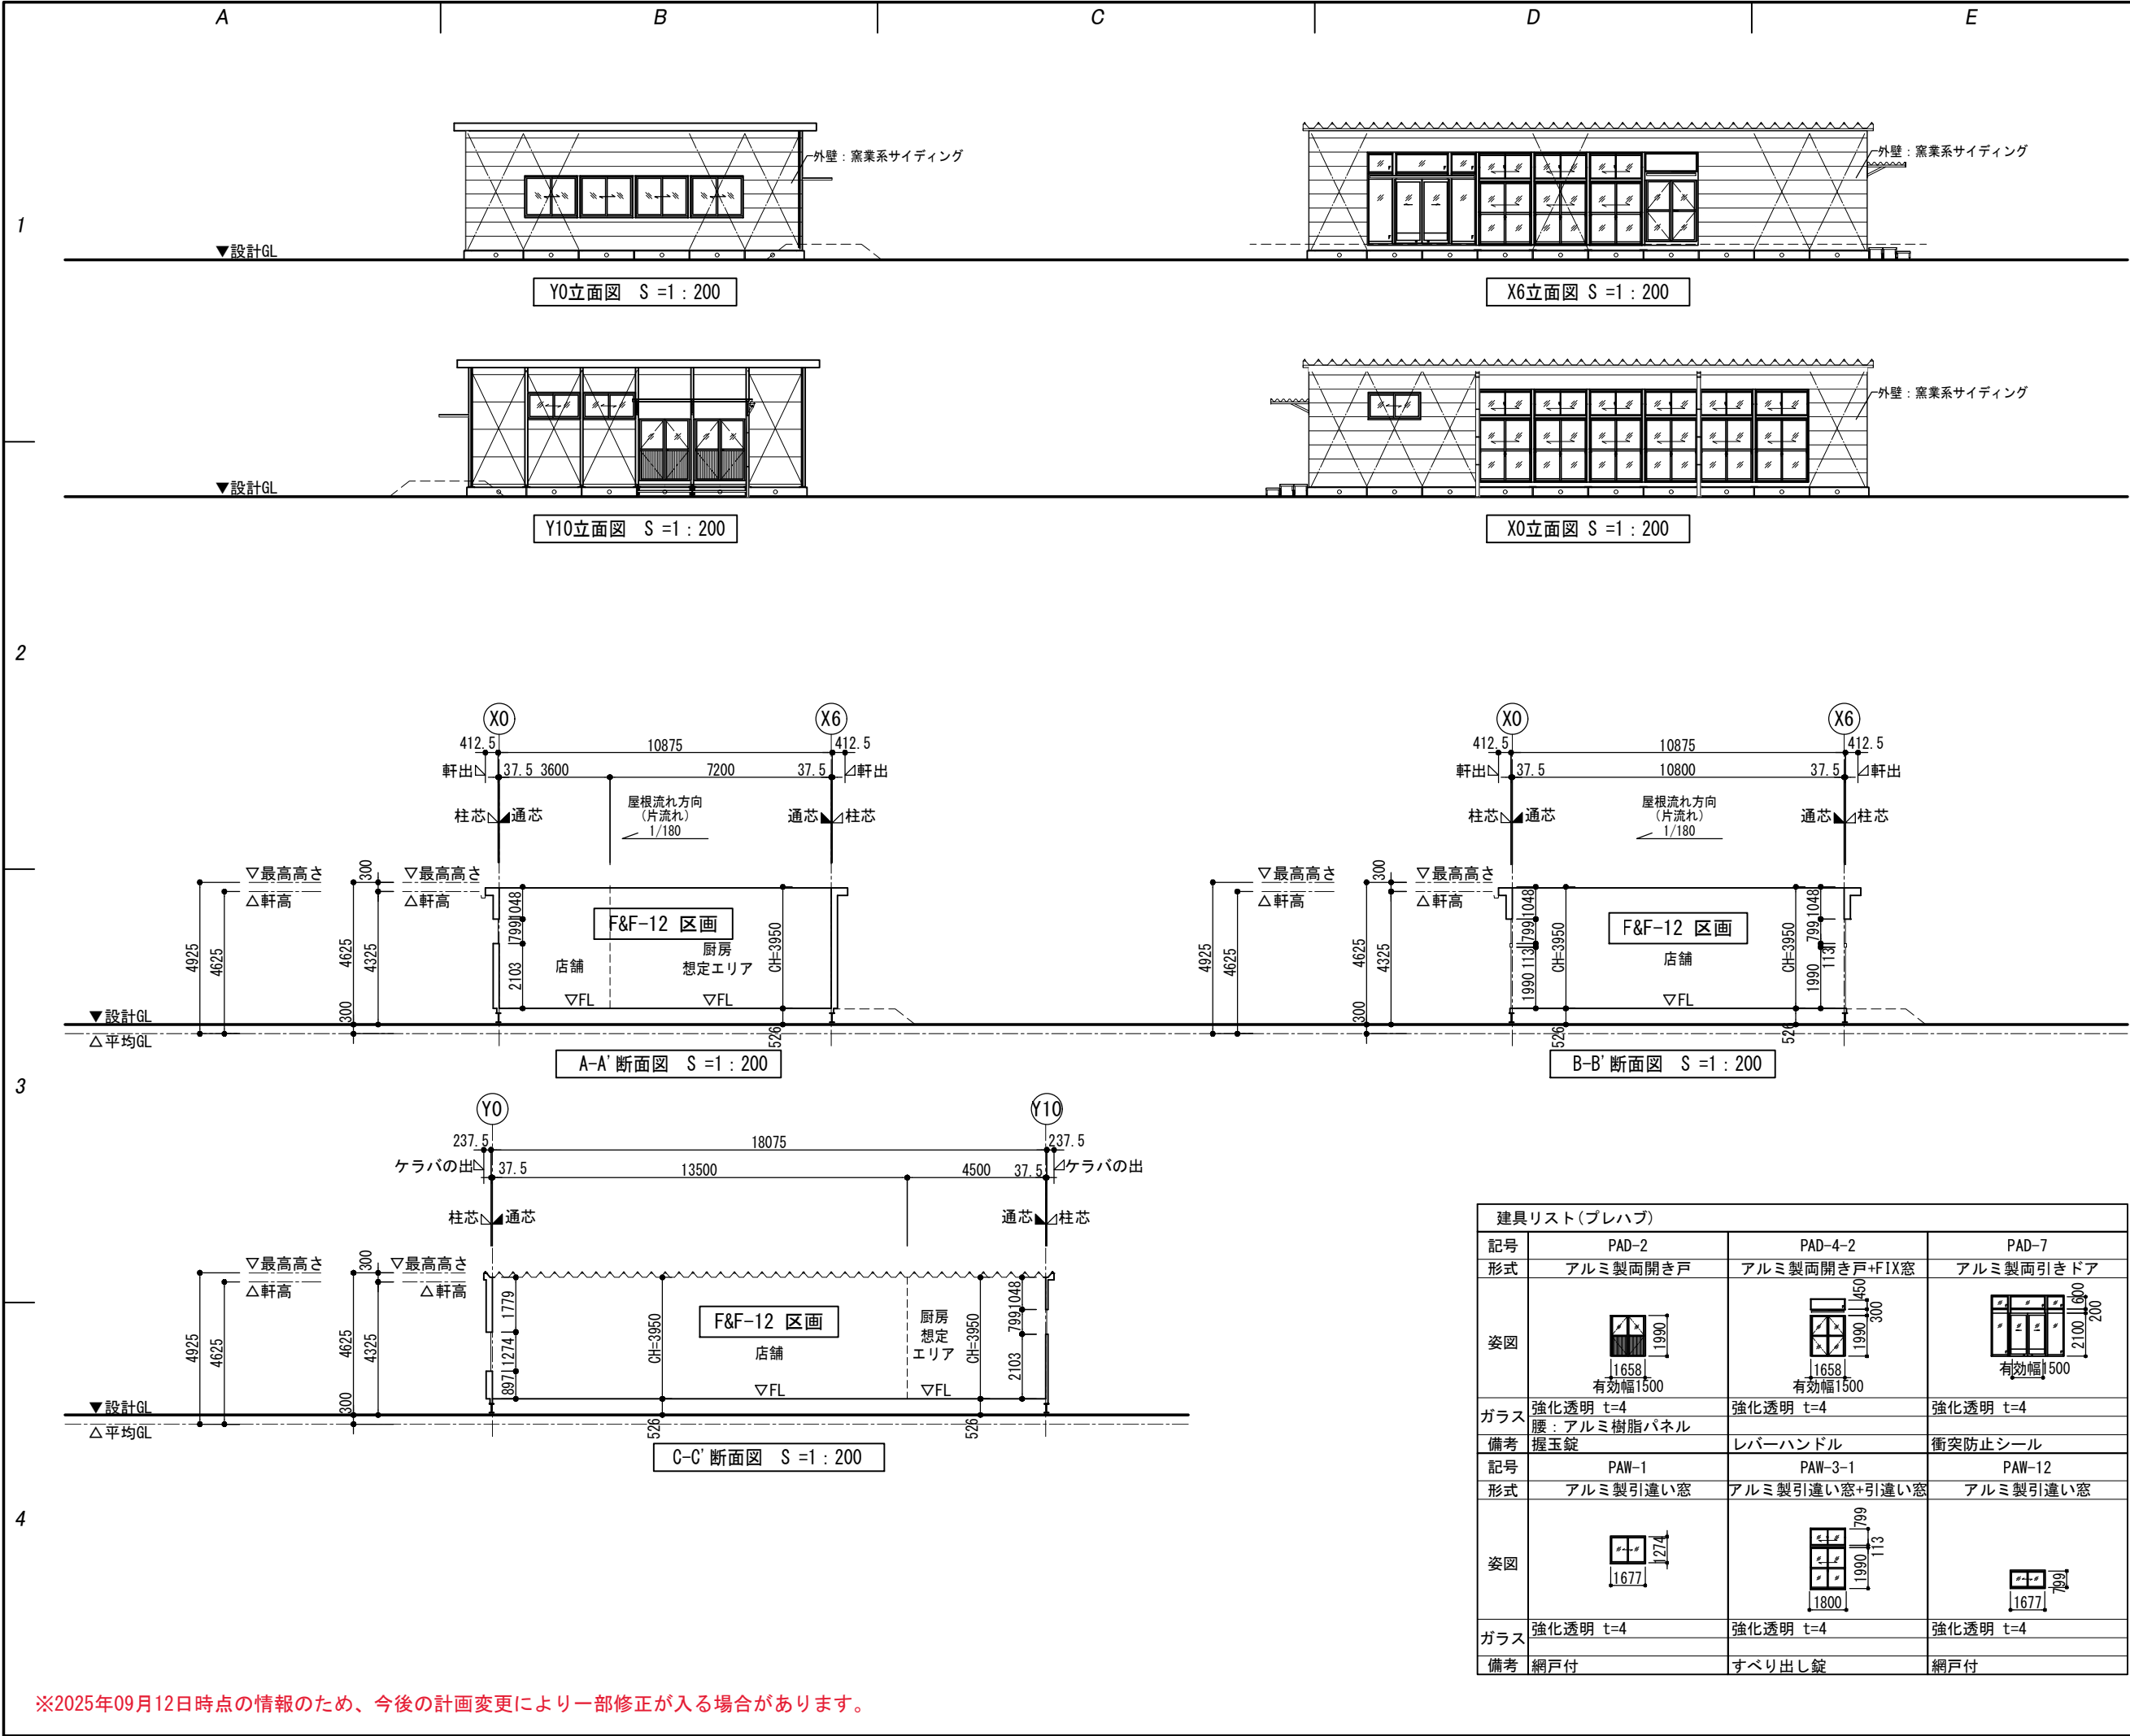 A B C D E
1
外壁：窯業系サイディング
▼設計GL
Y0立面図 S =1：200
外壁：窯業系サイディング
X6立面図 S =1：200
▼設計GL
Y10立面図 S =1：200
外壁：窯業系サイディング
X0立面図 S =1：200
2
X0 X6
412.5 10875 412.5
軒出 37.5 3600 7200 37.5 軒出
柱芯 通芯 屋根流れ方向 通芯 柱芯
(片流れ)
1/180
▽最高高さ 300 ▽最高高さ
△軒高 △軒高
4925 4625 4625 4325 300
1048 799 2103
F&F-12 区画
店舗
厨房
想定エリア
CH=3950
▽FL ▽FL
▼設計GL
△平均GL
526
A-A' 断面図 S =1：200
X0 X6
412.5 10875 412.5
軒出 37.5 10800 37.5 軒出
柱芯 通芯 屋根流れ方向 通芯 柱芯
(片流れ)
1/180
▽最高高さ 300 ▽最高高さ
△軒高 △軒高
4925 4625 4625 4325 300
1048 799 113 1990
CH=3950
F&F-12 区画
店舗
CH=3950
1048 799 113 1990
▽FL
526 526
B-B' 断面図 S =1：200
3
Y0 Y10
237.5 18075 237.5
ケラバの出 37.5 13500 4500 37.5 ケラバの出
柱芯 通芯 通芯 柱芯
▽最高高さ 300 ▽最高高さ
△軒高 △軒高
4925 4625 4625 4325 300
1779 1274 897
CH=3950
F&F-12 区画
店舗
厨房
想定
エリア
CH=3950
1048 799 2103
▽FL ▽FL
▼設計GL
△平均GL
526 526
C-C' 断面図 S =1：200
4
建具リスト(プレハブ)
記号 PAD-2 PAD-4-2 PAD-7
形式 アルミ製両開き戸 アルミ製両開き戸+FIX窓 アルミ製両引きドア
姿図
1990 1658 有効幅1500
450 300 1990 1658 有効幅1500
600 200 2100 有効幅1500
ガラス 強化透明 t=4 強化透明 t=4 強化透明 t=4
腰：アルミ樹脂パネル
備考 握玉錠 レバーハンドル 衝突防止シール
記号 PAW-1 PAW-3-1 PAW-12
形式 アルミ製引違い窓 アルミ製引違い窓+引違い窓 アルミ製引違い窓
姿図
1274 1677
799 113 1990 1800
799 1677
ガラス 強化透明 t=4 強化透明 t=4 強化透明 t=4
備考 網戸付 すべり出し錠 網戸付
※2025年09月12日時点の情報のため、今後の計画変更により一部修正が入る場合があります。